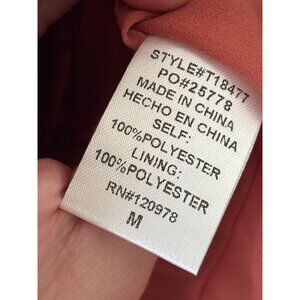 STYLE#T18477
PO#25778
MADE IN CHINA
HECHO EN CHINA
SELF:
100%POLYESTER
LINING:
100%POLYESTER
RN#120978
M